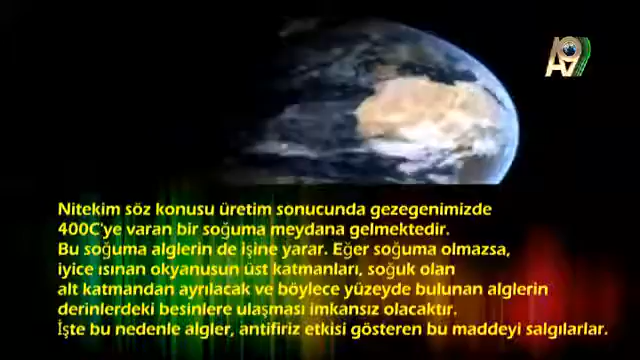 A9
Nitekim söz konusu üretim sonucunda gezegenimizde
400C'ye varan bir soğuma meydana gelmektedir.
Bu soğuma alglerin de işine yarar. Eğer soğuma olmazsa,
iyice ısınan okyanusun üst katmanları, soğuk olan
alt katmandan ayrılacak ve böylece yüzeyde bulunan alglerin
derinlerdeki besinlere ulaşması imkansız olacaktır.
İşte bu nedenle algler, antifiriz etkisi gösteren bu maddeyi salgılarlar.